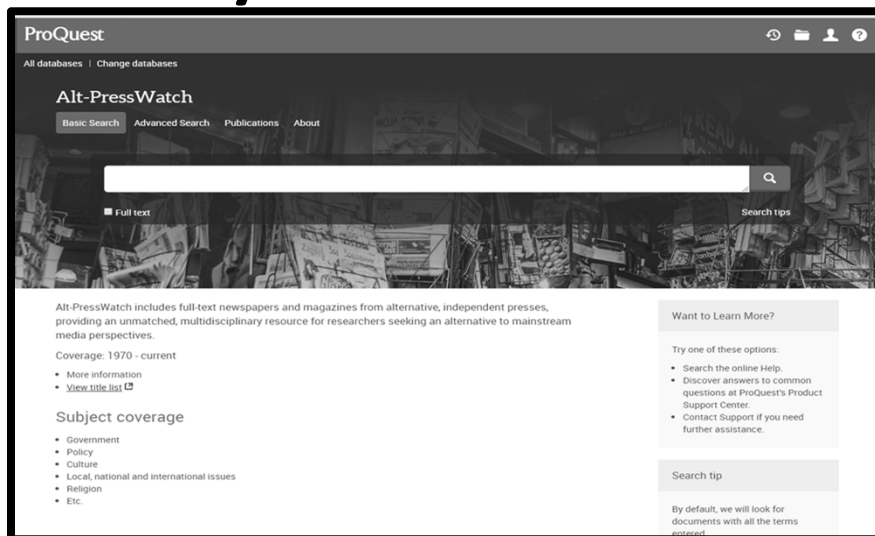 ProQuest
All databases | Change databases
Alt-PressWatch
Basic Search Advanced Search Publications About
Full text
Search tips
Alt-PressWatch includes full-text newspapers and magazines from alternative, independent presses,
providing an unmatched, multidisciplinary resource for researchers seeking an alternative to mainstream
media perspectives.
Coverage: 1970 - current
• More information
• View title list
Subject coverage
• Government
• Policy
• Culture
• Local, national and international issues
• Religion
• Etc.
Want to Learn More?
Try one of these options:
• Search the online Help.
• Discover answers to common
questions at ProQuest's Product
Support Center.
• Contact Support if you need
further assistance.
Search tip
By default, we will look for
documents with all the terms
entered